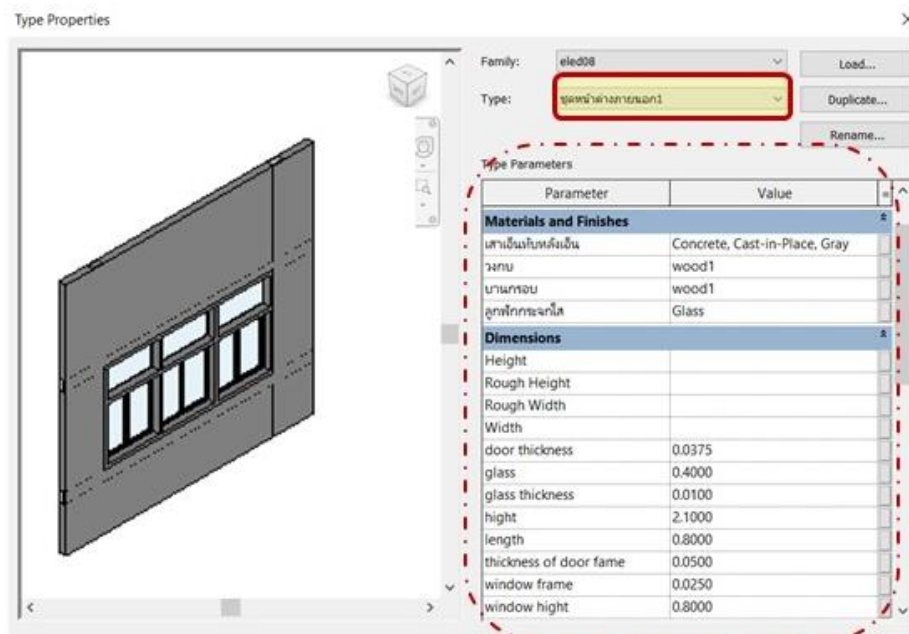 Type Properties
Family: eled08 Load...
Type: ชุดหน้าต่างภายนอก1 Duplicate...
Rename...
Type Parameters
Parameter Value
Materials and Finishes
เสาเอ็นทับหลังเอ็น Concrete, Cast-in-Place, Gray
วงกบ wood1
บานกรอบ wood1
ลูกฟักกระจกใส Glass
Dimensions
Height
Rough Height
Rough Width
Width
door thickness 0.0375
glass 0.4000
glass thickness 0.0100
hight 2.1000
length 0.8000
thickness of door fame 0.0500
window frame 0.0250
window hight 0.8000